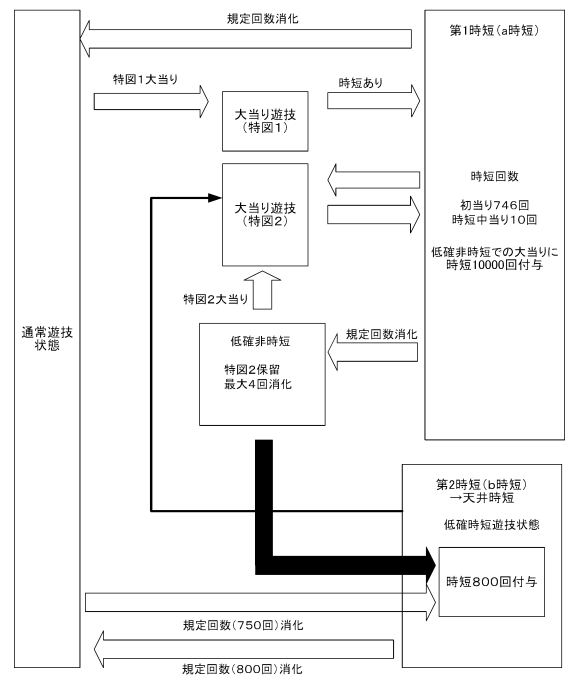 規定回数消化
第1時短(a時短)
特図1大当り
大当り遊技
(特図1)
時短あり
大当り遊技
(特図2)
時短回数
初当り746回
時短中当り10回
低確非時短での大当りに
時短10000回付与
特図2大当り
通常遊技
状態
低確非時短
特図2保留
最大4回消化
規定回数消化
第2時短(b時短)
→天井時短
低確時短遊技状態
時短800回付与
規定回数(750回)消化
規定回数(800回)消化